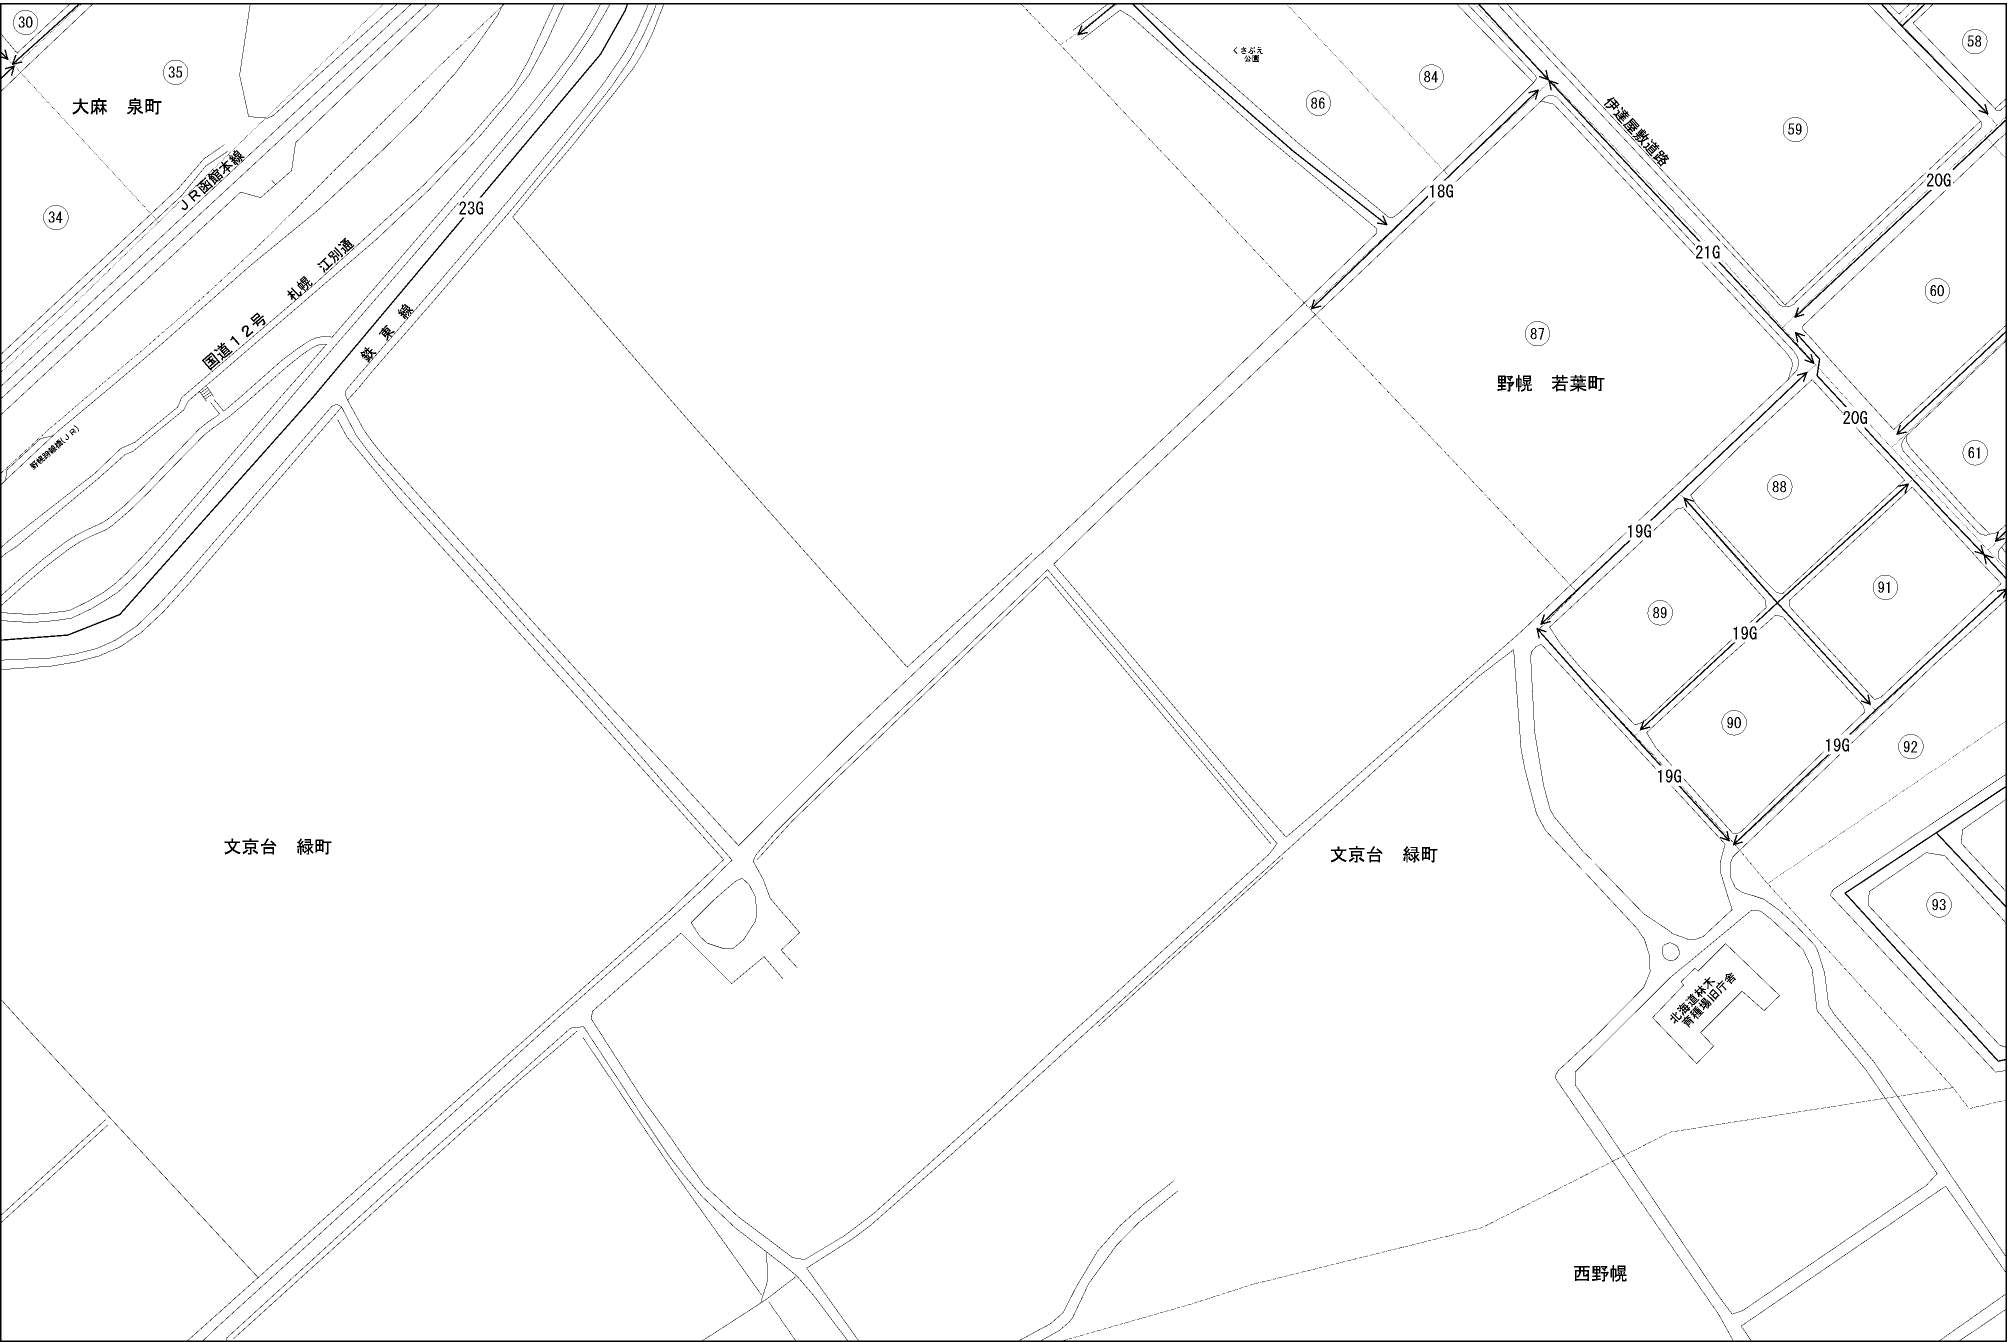 30
35
大麻　泉町
34
ＪＲ函館本線
国道１２号　　札幌　江別通
鉄　東　線
23G
くさぶえ
公園
84
86
18G
伊達屋敷道路
58
59
20G
21G
60
87
野幌　若葉町
20G
61
88
19G
91
89
19G
90
19G
19G
92
93
文京台　緑町
文京台　緑町
北海道林木
育種場旧庁舎
西野幌